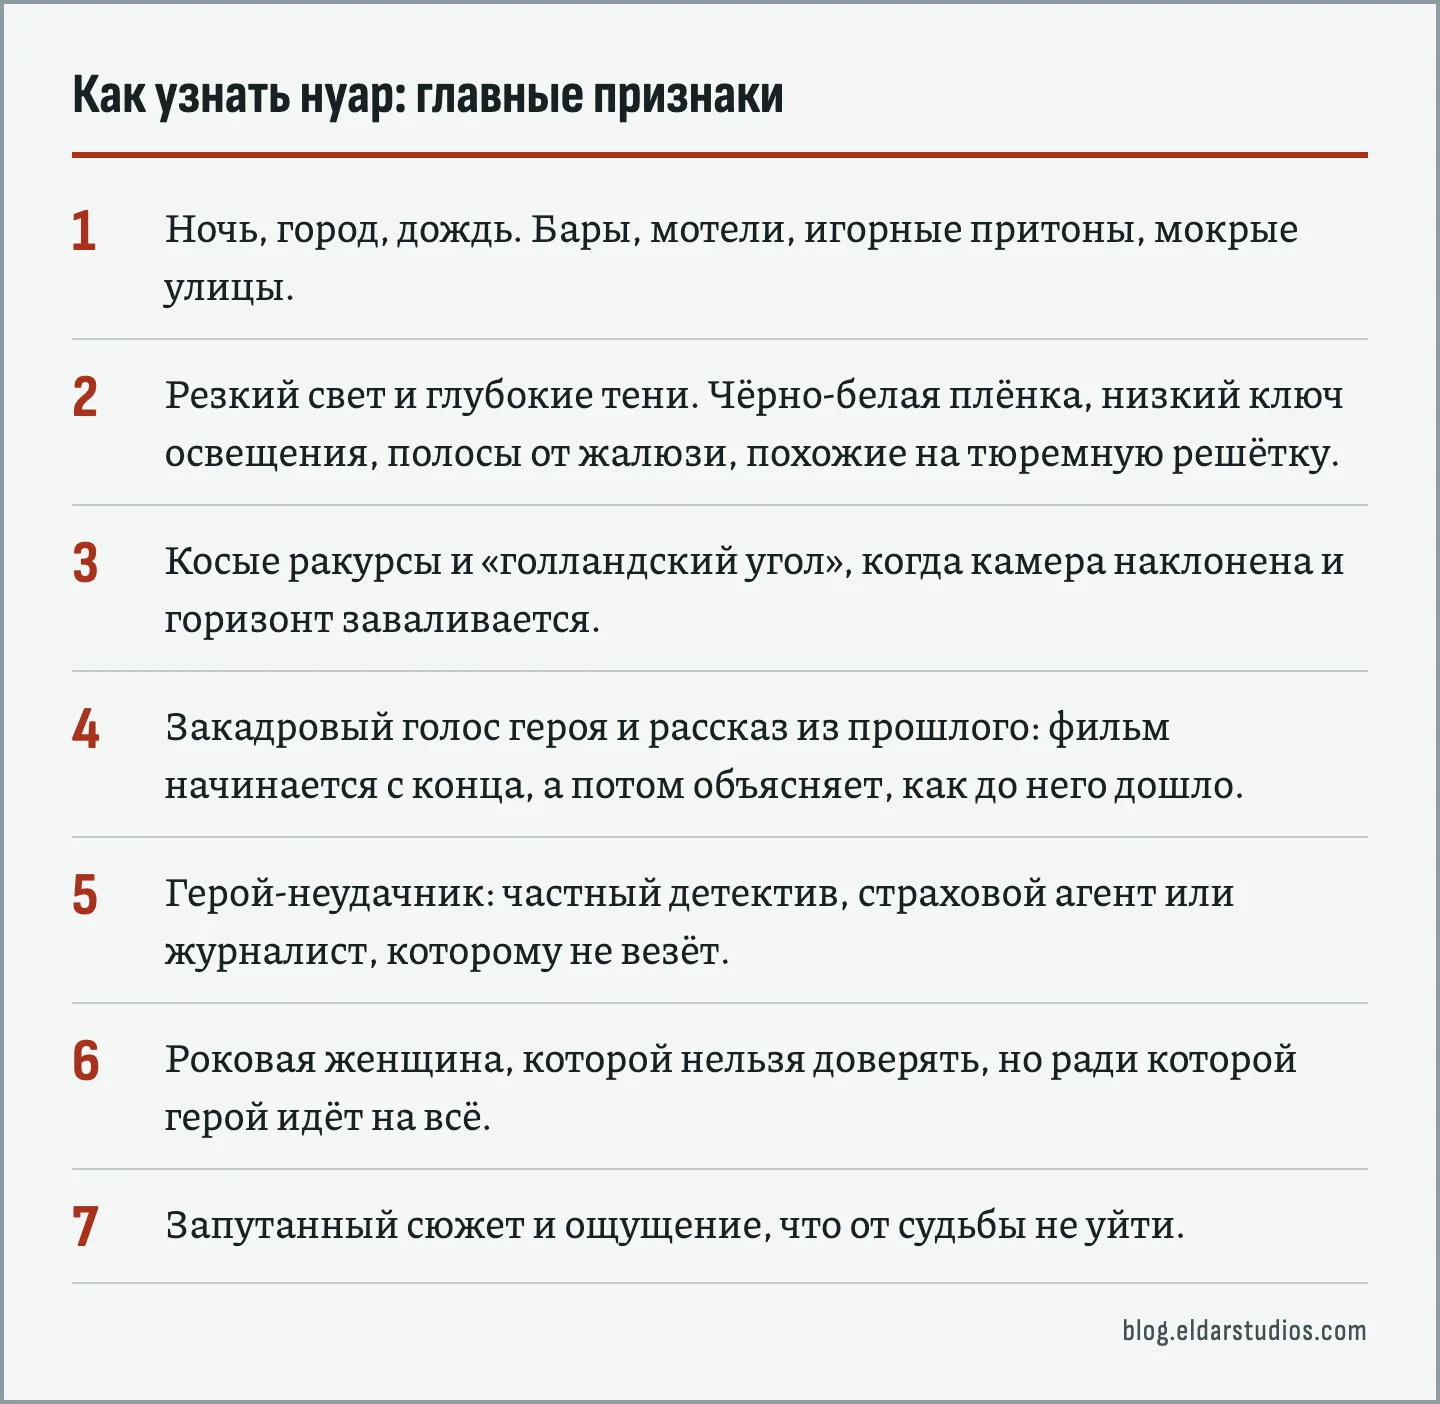 Как узнать нуар: главные признаки
1 Ночь, город, дождь. Бары, мотели, игорные притоны, мокрые
улицы.
2 Резкий свет и глубокие тени. Чёрно-белая плёнка, низкий ключ
освещения, полосы от жалюзи, похожие на тюремную решётку.
3 Косые ракурсы и «голландский угол», когда камера наклонена и
горизонт заваливается.
4 Закадровый голос героя и рассказ из прошлого: фильм
начинается с конца, а потом объясняет, как до него дошло.
5 Герой-неудачник: частный детектив, страховой агент или
журналист, которому не везёт.
6 Роковая женщина, которой нельзя доверять, но ради которой
герой идёт на всё.
7 Запутанный сюжет и ощущение, что от судьбы не уйти.
blog.eldarstudios.com